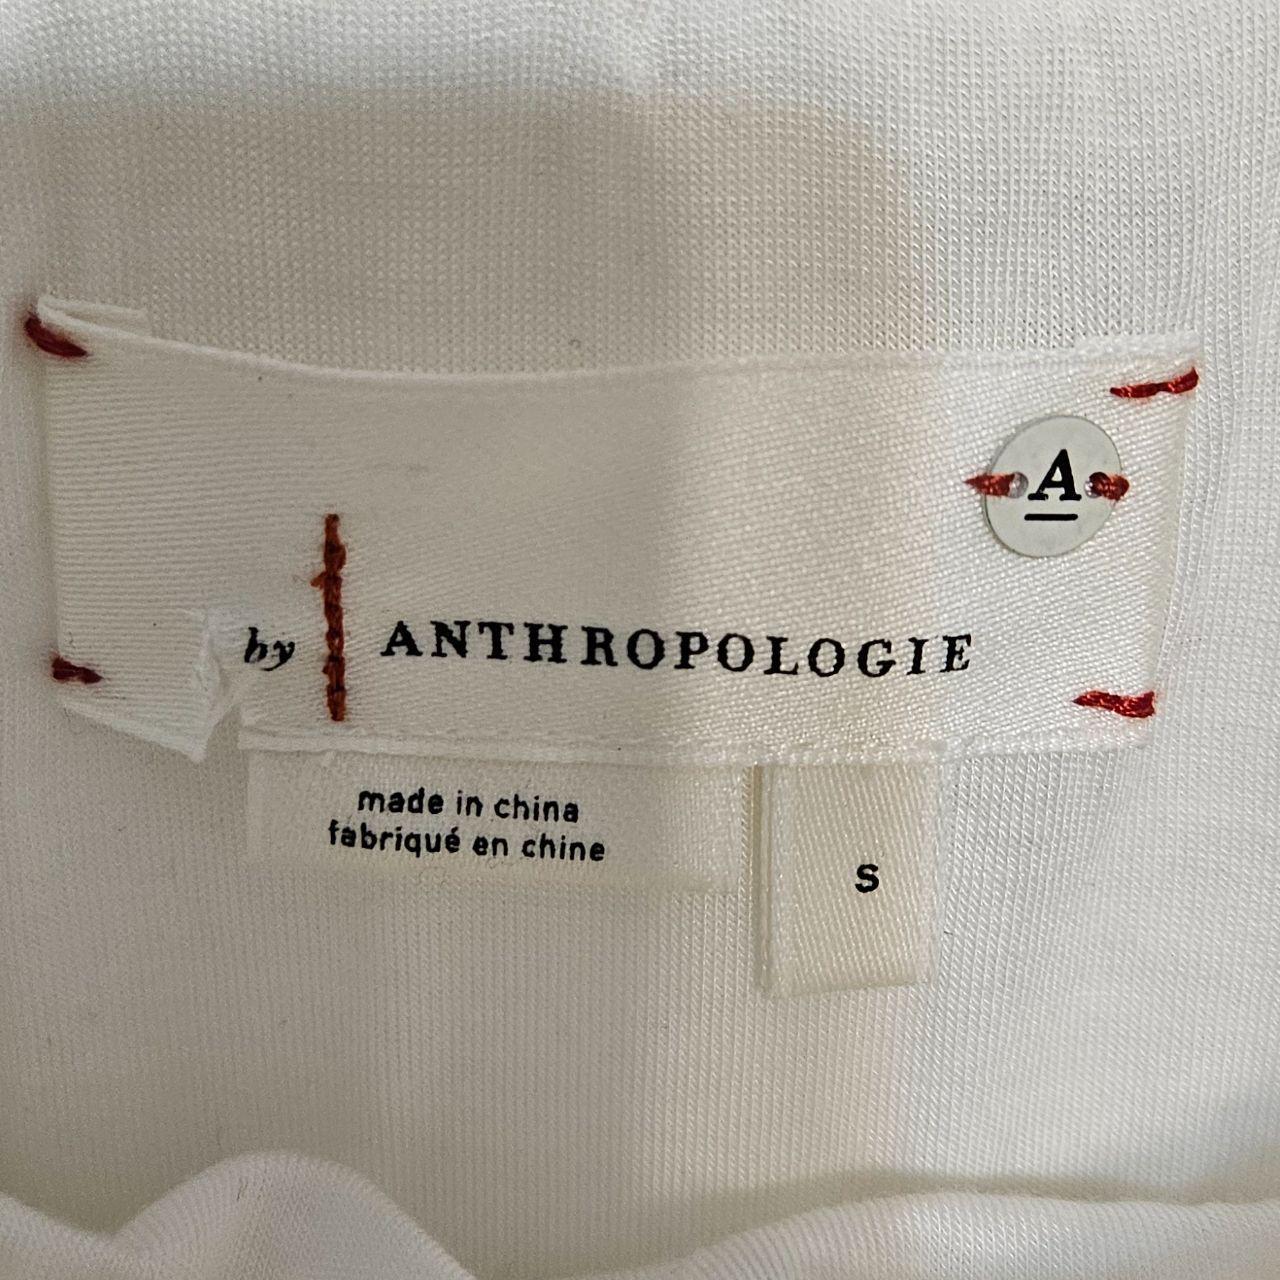 A
by ANTHROPOLOGIE
made in china
fabriqué en chine
S